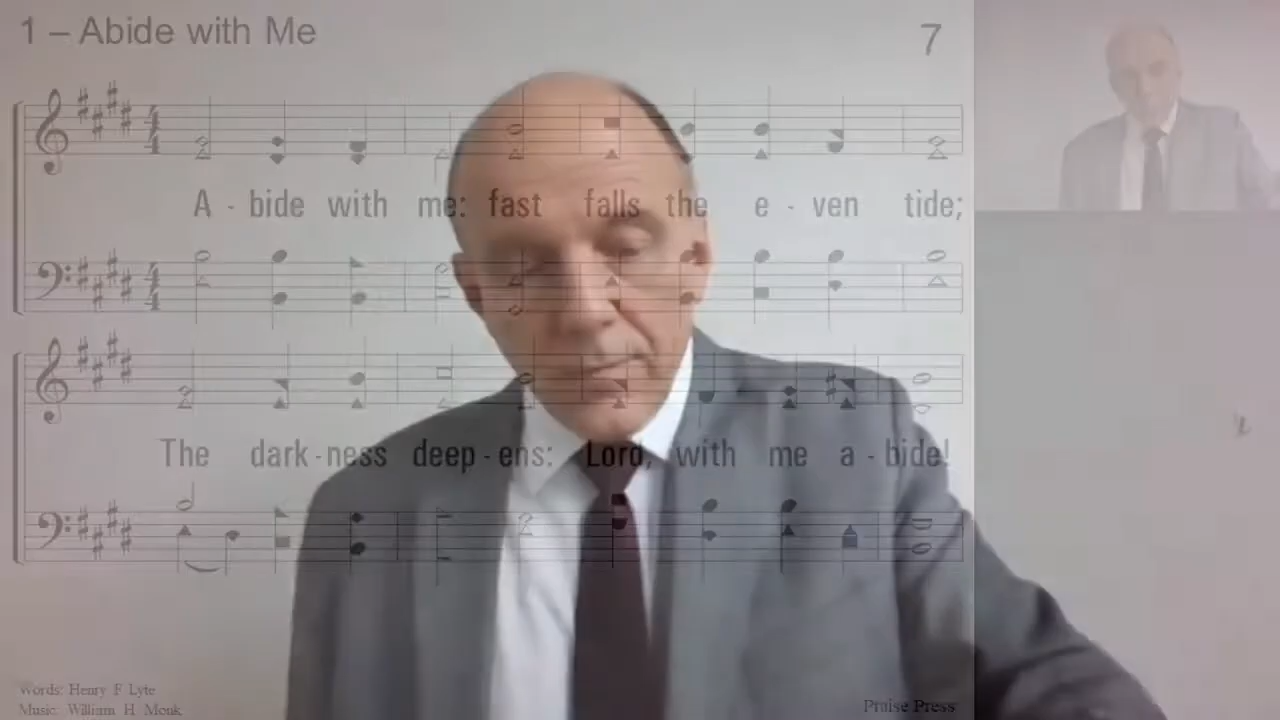 1 – Abide with Me
7
A - bide with me: fast falls the e - ven tide;
The dark - ness deep - ens: Lord, with me a - bide!
Words: Henry F Lyte
Music: William H Monk
Praise Press